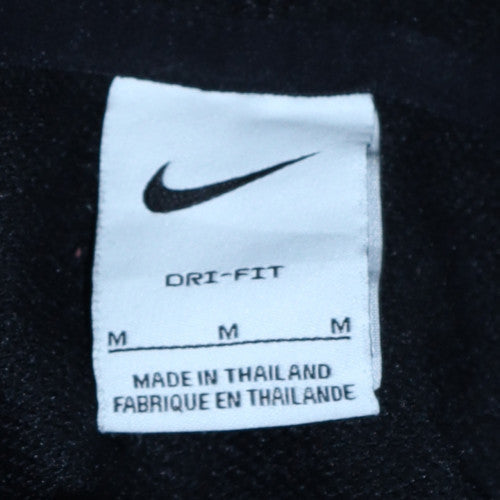 DRI-FIT
M M M
MADE IN THAILAND
FABRIQUE EN THAILANDE